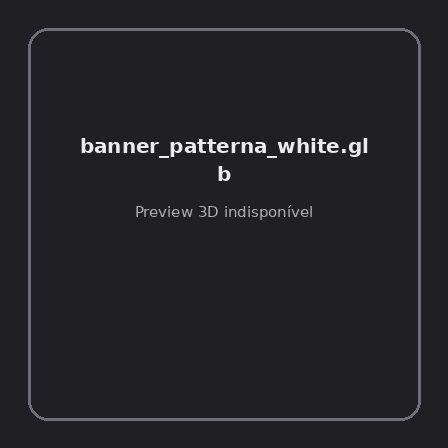 banner_patterna_white.gl
b
Preview 3D indisponível